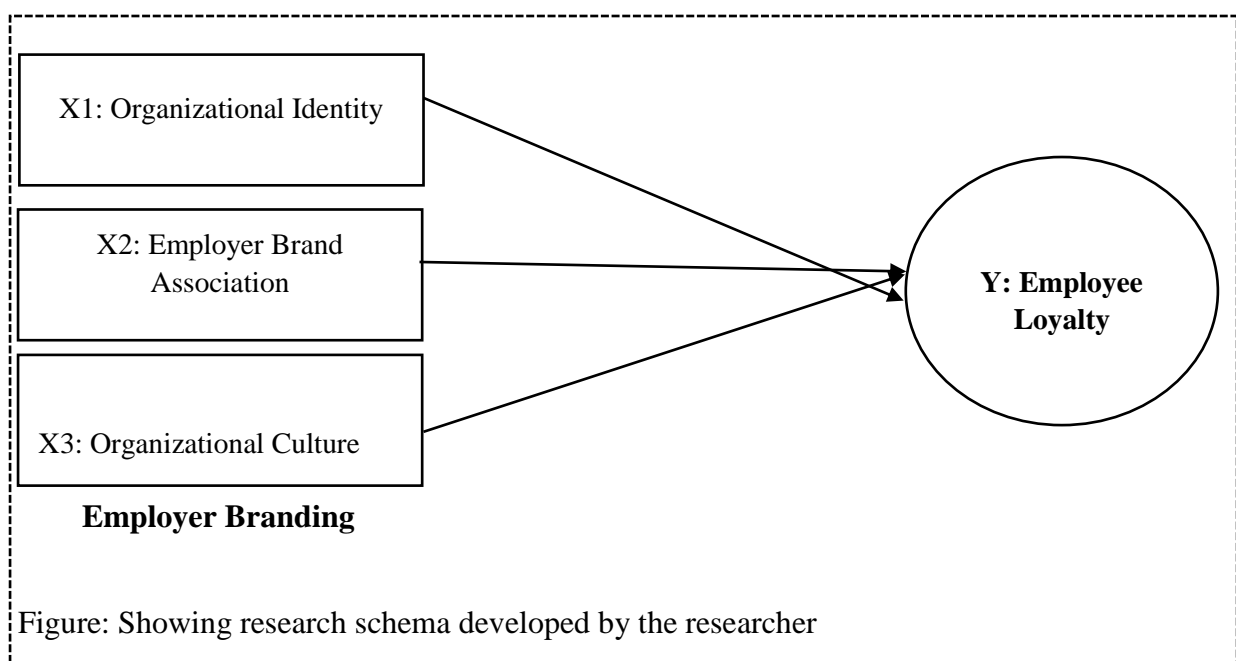 X1: Organizational Identity
X2: Employer Brand
Association
X3: Organizational Culture
Employer Branding
Y: Employee
Loyalty
Figure: Showing research schema developed by the researcher